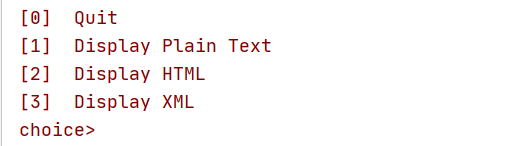 [0]  Quit
[1]  Display Plain Text
[2]  Display HTML
[3]  Display XML
choice>